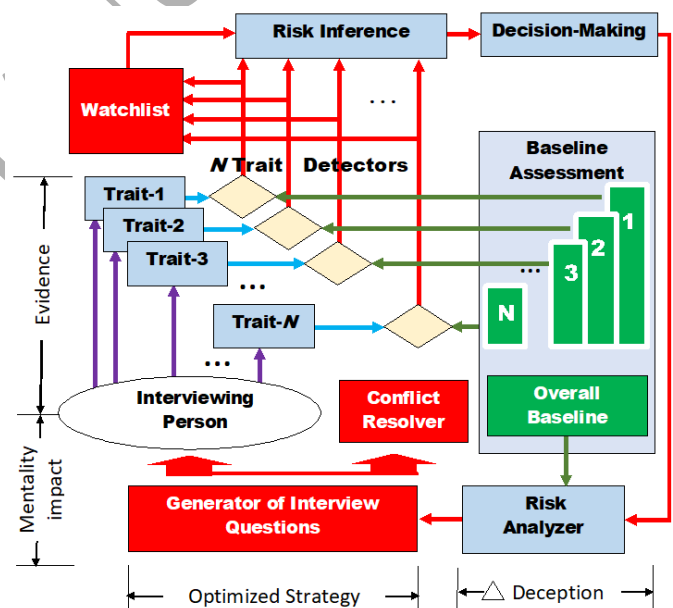 Risk Inference
Decision-Making
Watchlist
...
N Trait Detectors
Baseline
Assessment
Trait-1
Trait-2
Trait-3
...
Trait-N
...
1
2
3
...
N
Evidence
Interviewing
Person
Conflict
Resolver
Overall
Baseline
Mentality
impact
Generator of Interview
Questions
Risk
Analyzer
Optimized Strategy
△ Deception